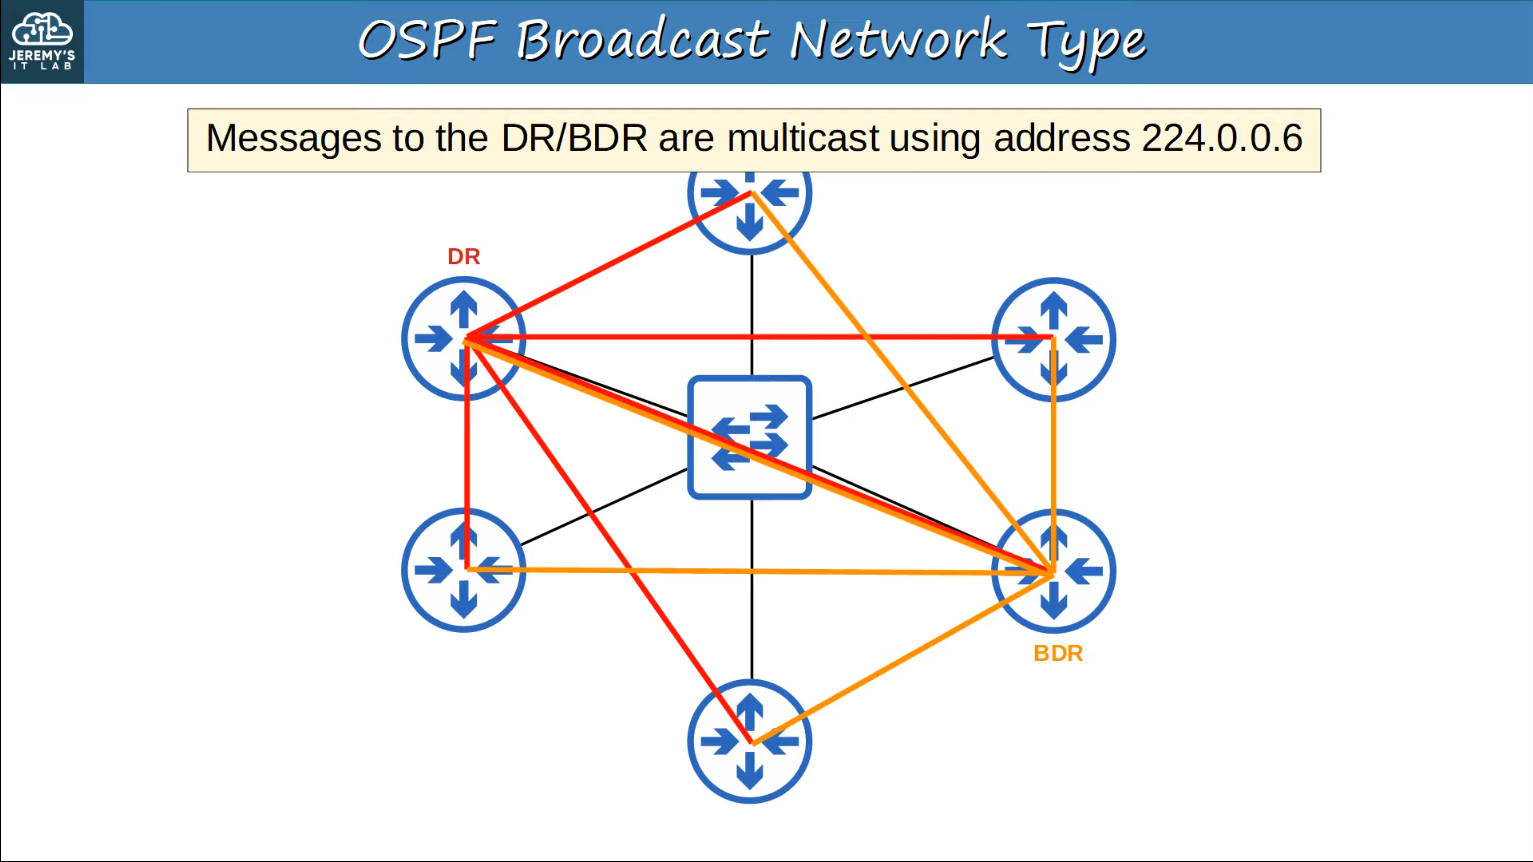 JEREMY'S
IT LAB
OSPF Broadcast Network Type
Messages to the DR/BDR are multicast using address 224.0.0.6
DR
BDR